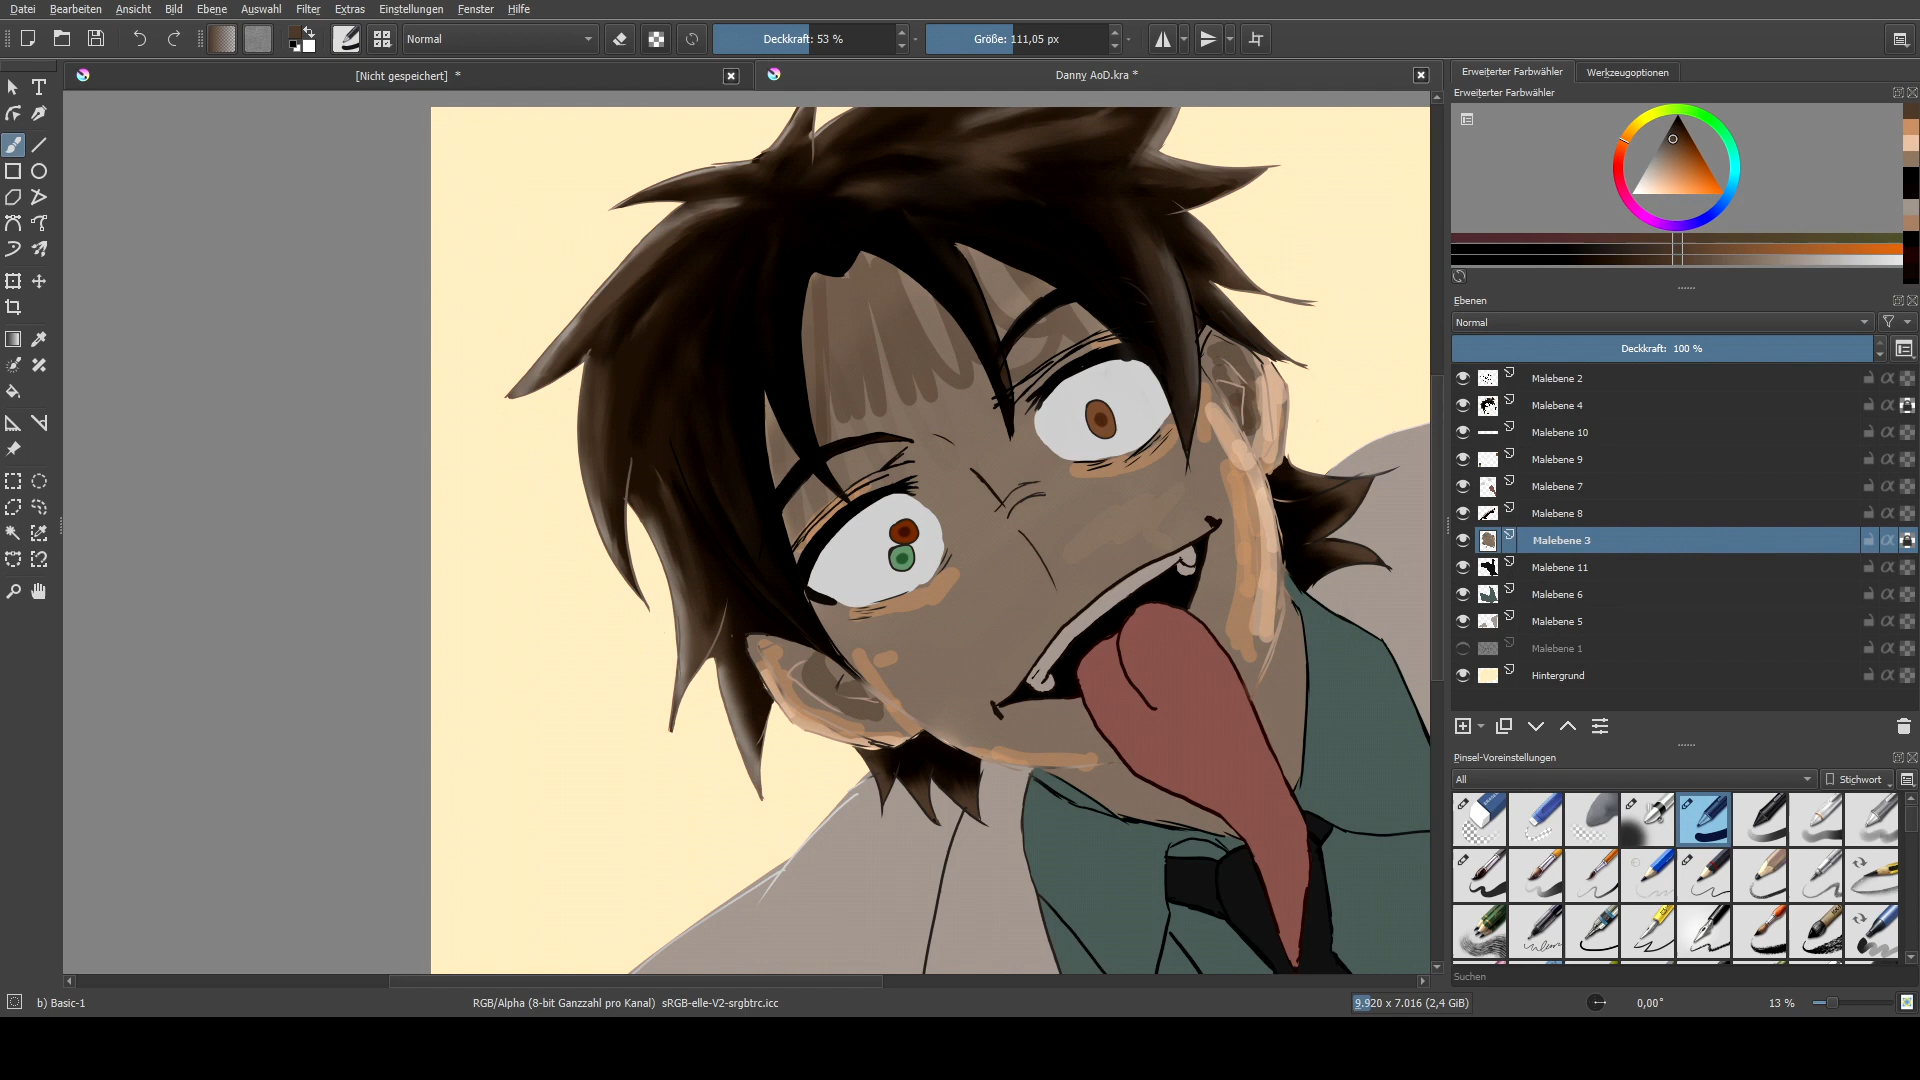 Datei Bearbeiten Ansicht Bild Ebene Auswahl Filter Extras Einstellungen Fenster Hilfe
Normal Deckkraft: 53 % Größe: 111,05 px
[Nicht gespeichert] *
Danny AoD.kra *
Erweiterter Farbwähler Werkzeugoptionen
Erweiterter Farbwähler
Ebenen
Normal
Deckkraft: 100 %
Malebene 2
Malebene 4
Malebene 10
Malebene 9
Malebene 7
Malebene 8
Malebene 3
Malebene 11
Malebene 6
Malebene 5
Malebene 1
Hintergrund
Pinsel-Voreinstellungen
All Stichwort
Suchen
b) Basic-1 RGB/Alpha (8-bit Ganzzahl pro Kanal) sRGB-elle-V2-srgbtrc.icc 9.920 x 7.016 (2,4 GiB) 0,00° 13 %